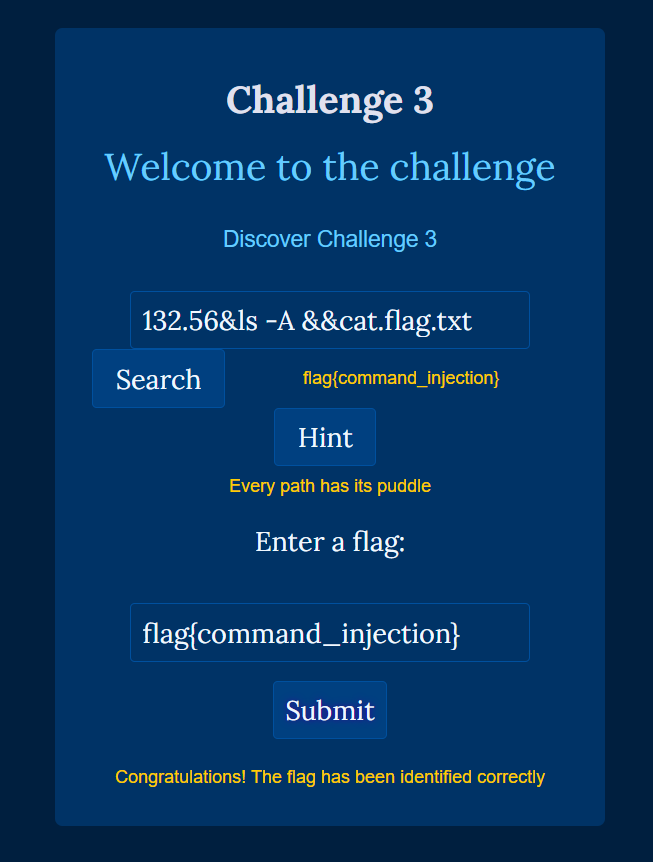 Challenge 3
Welcome to the challenge
Discover Challenge 3
132.56&ls -A &&cat.flag.txt
Search
flag{command_injection}
Hint
Every path has its puddle
Enter a flag:
flag{command_injection}
Submit
Congratulations! The flag has been identified correctly